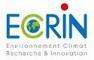 ECRIN
Environnement Climat
Recherche & Innovation